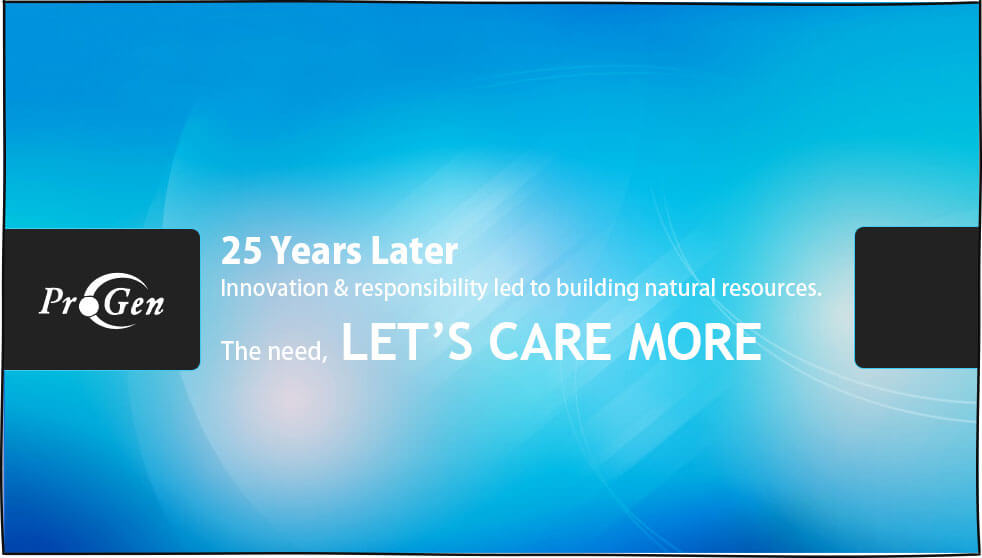 25 Years Later
Innovation & responsibility led to building natural resources.
ProGen
The need, LET'S CARE MORE